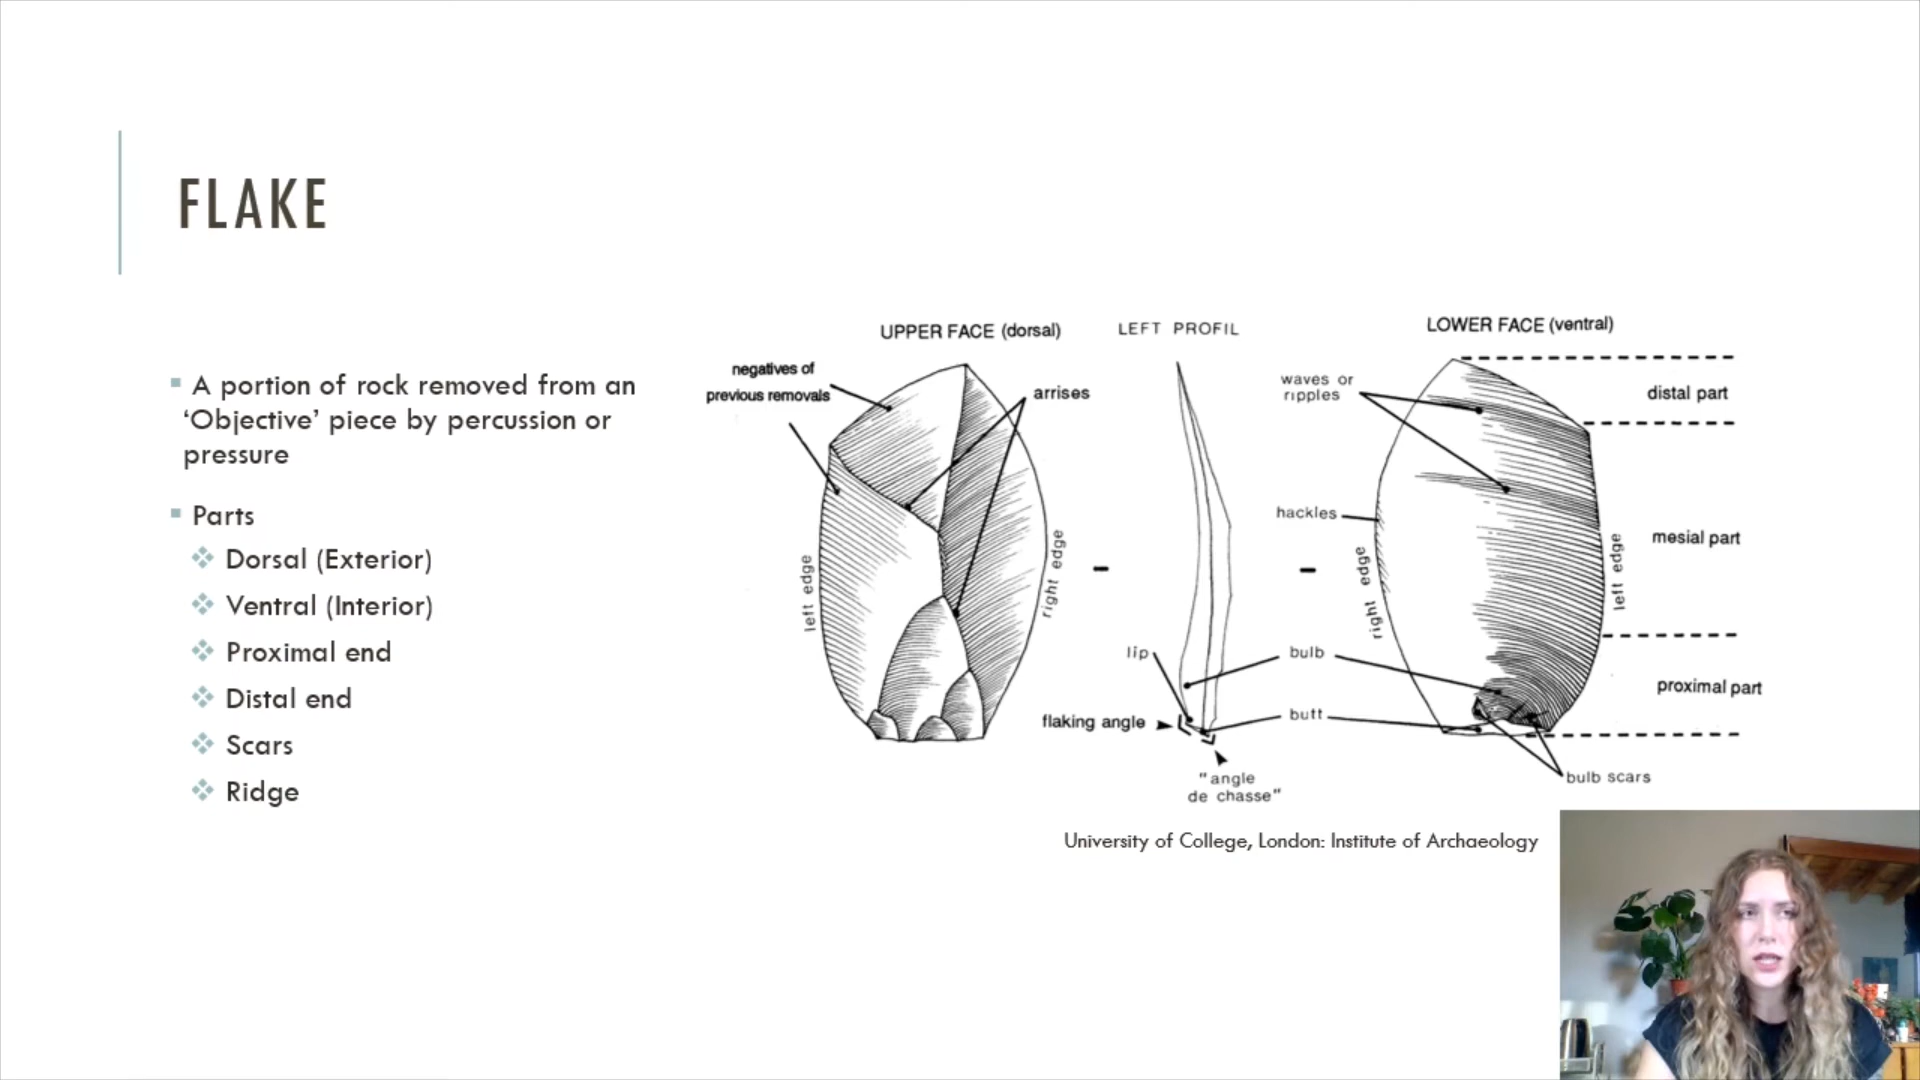 FLAKE
A portion of rock removed from an
‘Objective’ piece by percussion or
pressure
Parts
Dorsal (Exterior)
Ventral (Interior)
Proximal end
Distal end
Scars
Ridge
UPPER FACE (dorsal)
negatives of
previous removals
arrises
left edge
right edge
LEFT PROFIL
lip
flaking angle
"angle
de chasse"
bulb
butt
LOWER FACE (ventral)
waves or
ripples
hackles
right edge
left edge
distal part
mesial part
proximal part
bulb scars
University of College, London: Institute of Archaeology